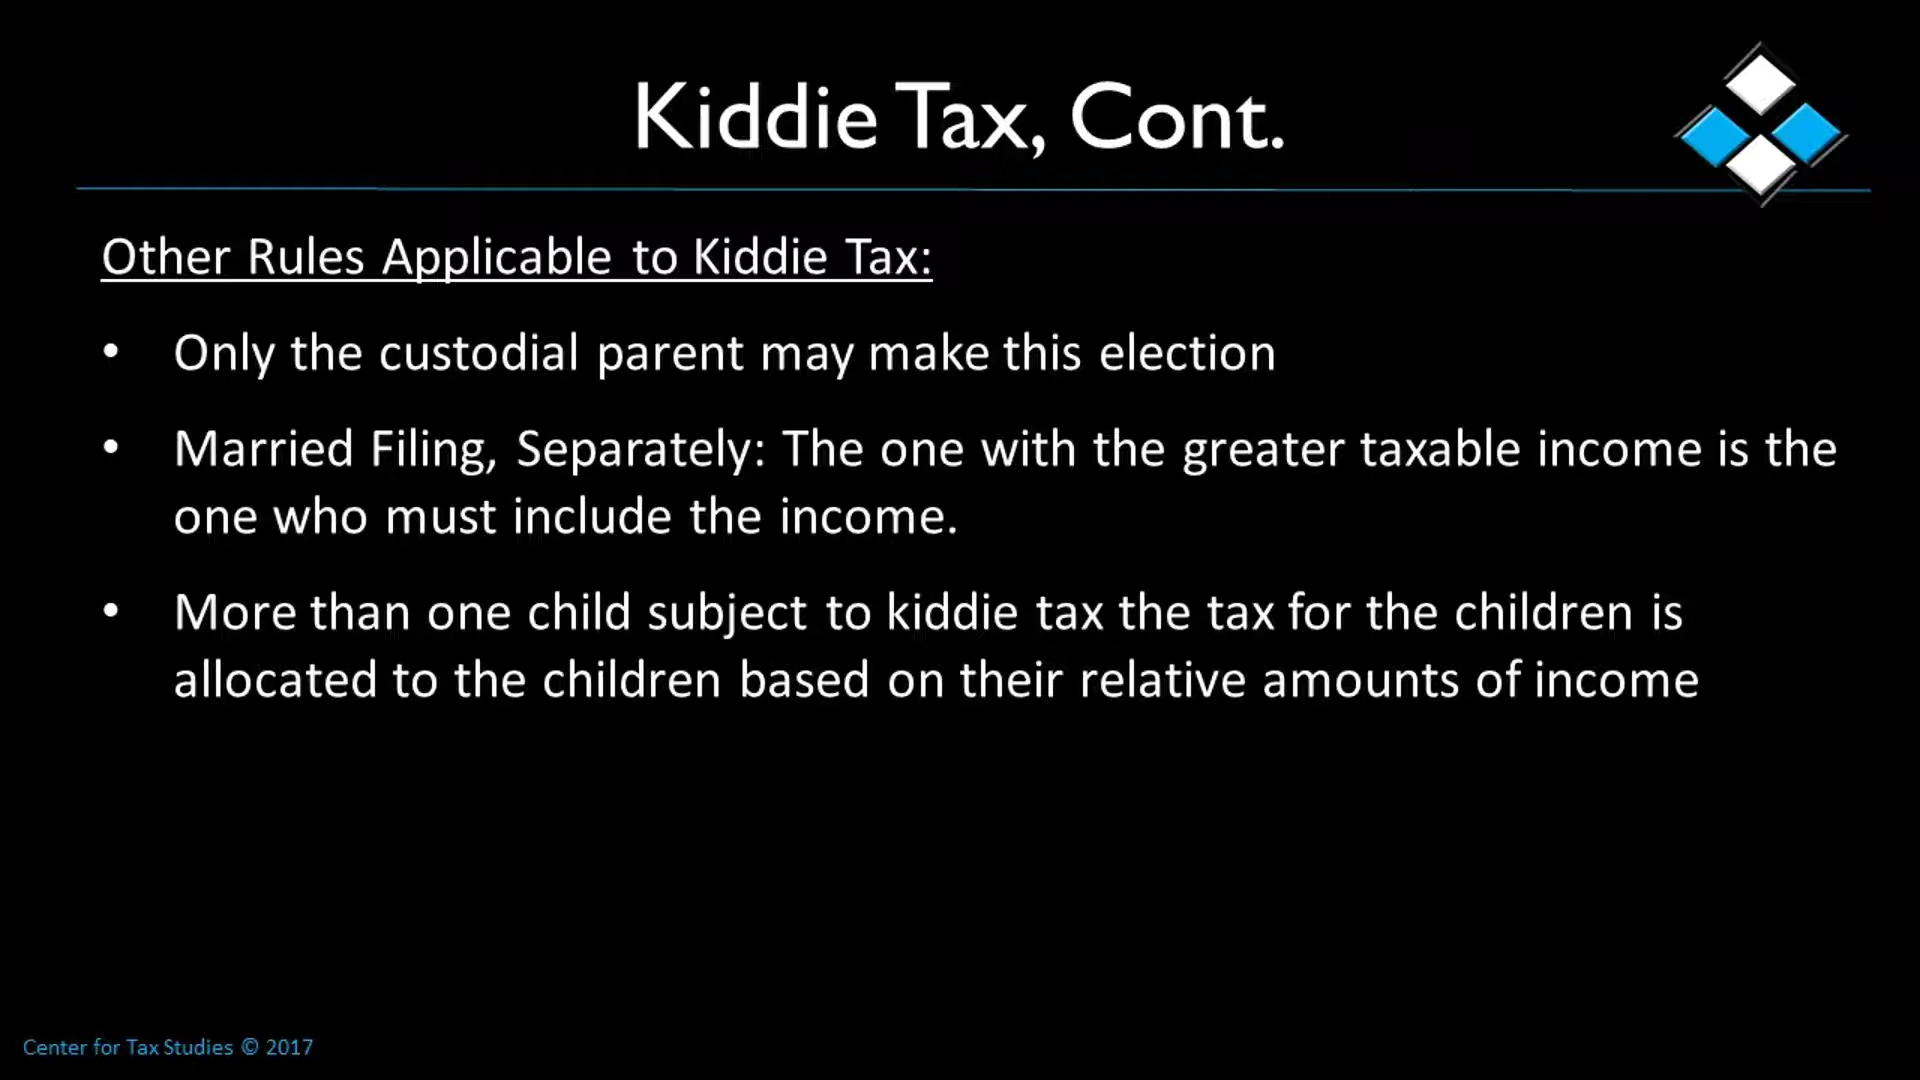 Kiddie Tax, Cont.
Other Rules Applicable to Kiddie Tax:
• Only the custodial parent may make this election
• Married Filing, Separately: The one with the greater taxable income is the
one who must include the income.
• More than one child subject to kiddie tax the tax for the children is
allocated to the children based on their relative amounts of income
Center for Tax Studies © 2017